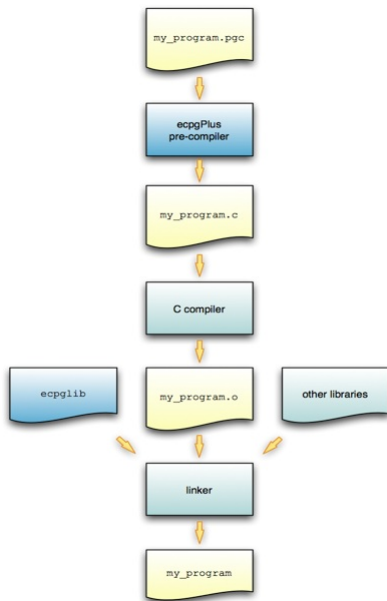 my_program.pgc
ecpgPlus
pre-compiler
my_program.c
C compiler
ecpglib
my_program.o
other libraries
linker
my_program